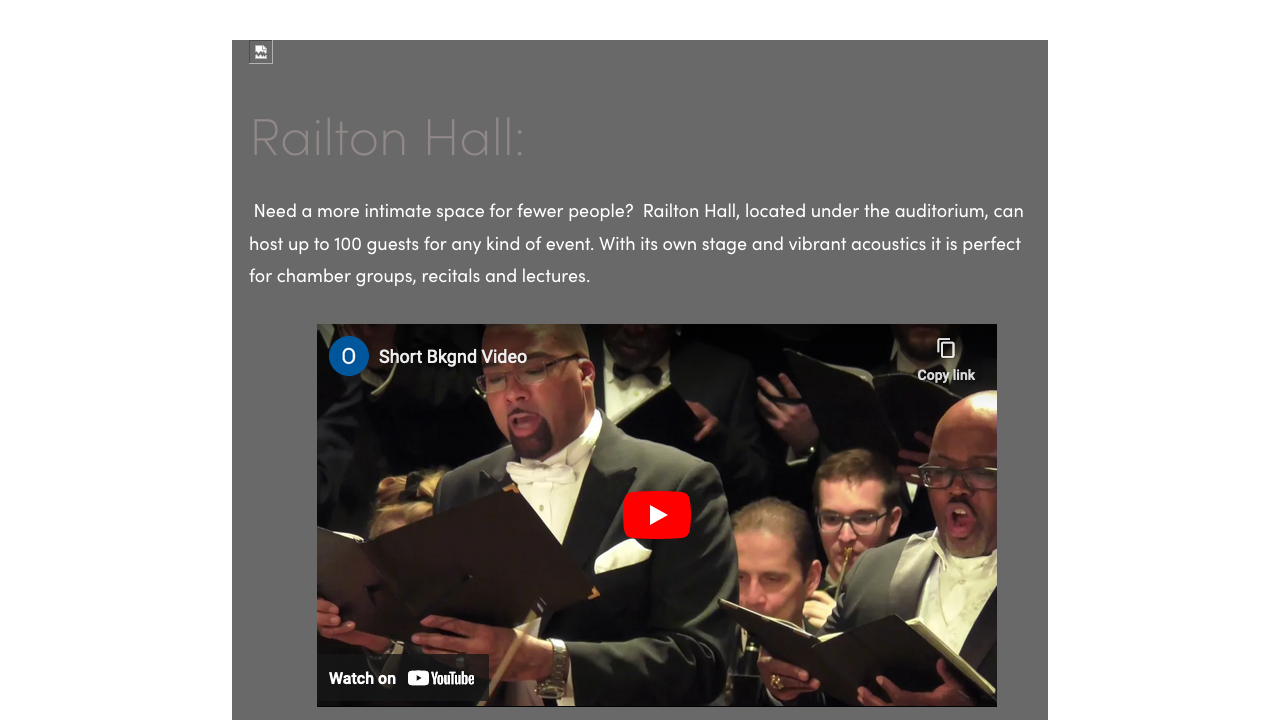 Railton Hall:
Need a more intimate space for fewer people?  Railton Hall, located under the auditorium, can
host up to 100 guests for any kind of event. With its own stage and vibrant acoustics it is perfect
for chamber groups, recitals and lectures.
O
Short Bkgnd Video
Copy link
Watch on YouTube